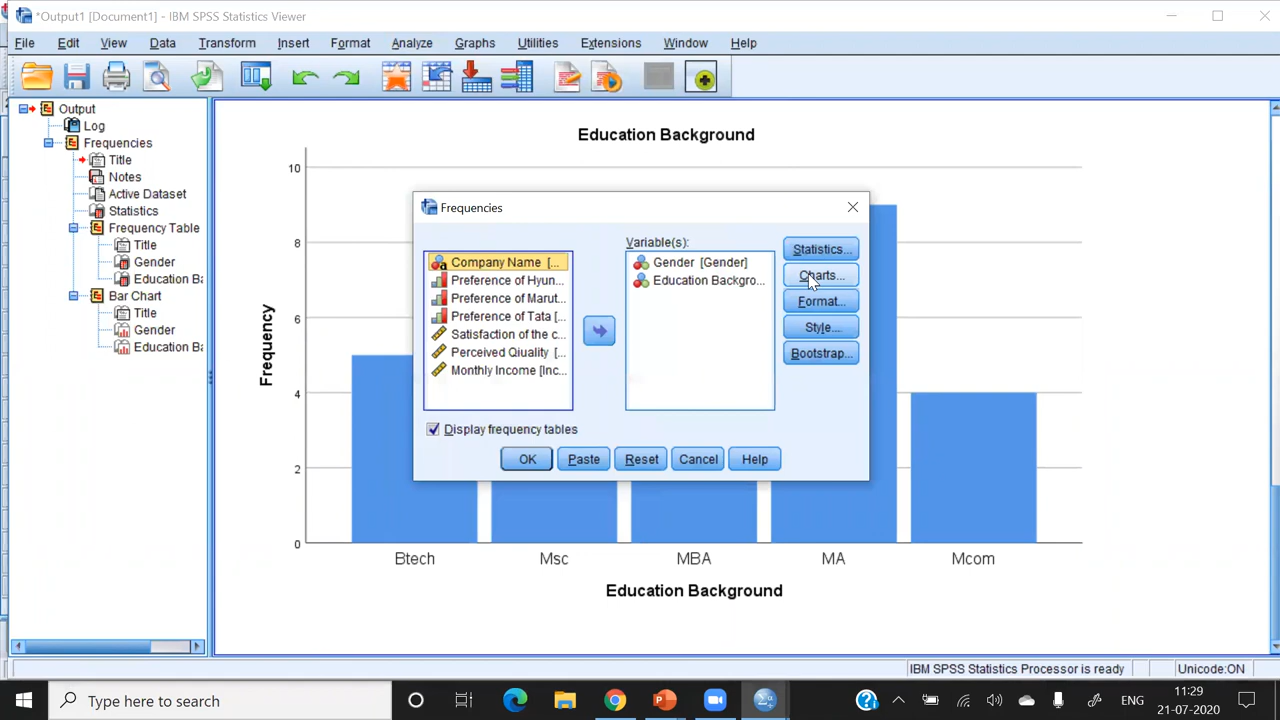 *Output1 [Document1] - IBM SPSS Statistics Viewer
File Edit View Data Transform Insert Format Analyze Graphs Utilities Extensions Window Help
Output
Log
Frequencies
Title
Notes
Active Dataset
Statistics
Frequency Table
Title
Gender
Education Ba
Bar Chart
Title
Gender
Education Ba
Education Background
10
8
6
4
2
0
Frequency
Btech Msc MBA MA Mcom
Education Background
Frequencies
Company Name [...
Preference of Hyun...
Preference of Marut...
Preference of Tata [...
Satisfaction of the c...
Perceived Qiuality [...
Monthly Income [Inc...
Variable(s):
Gender [Gender]
Education Backgro...
Statistics...
Charts...
Format...
Style...
Bootstrap...
Display frequency tables
OK Paste Reset Cancel Help
IBM SPSS Statistics Processor is ready Unicode:ON
Type here to search
ENG
11:29
21-07-2020